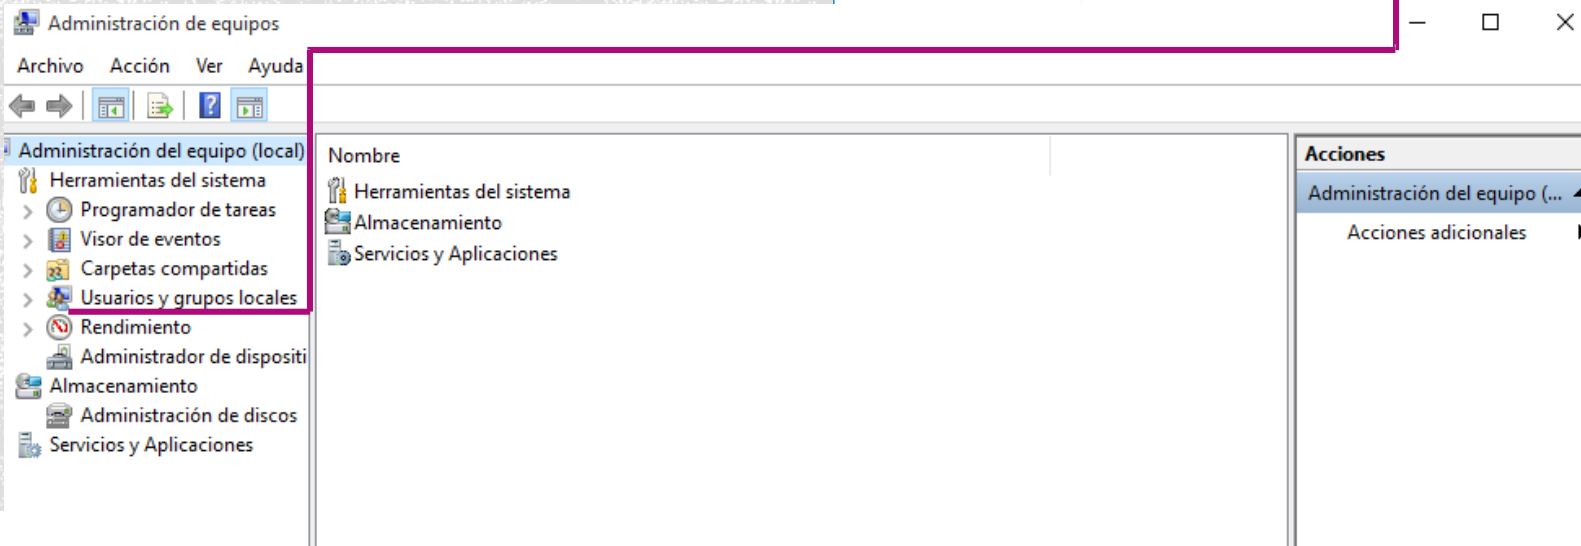 Administración de equipos
Archivo Acción Ver Ayuda
Administración del equipo (local)
Herramientas del sistema
Programador de tareas
Visor de eventos
Carpetas compartidas
Usuarios y grupos locales
Rendimiento
Administrador de dispositi
Almacenamiento
Administración de discos
Servicios y Aplicaciones
Nombre
Herramientas del sistema
Almacenamiento
Servicios y Aplicaciones
Acciones
Administración del equipo (...
Acciones adicionales